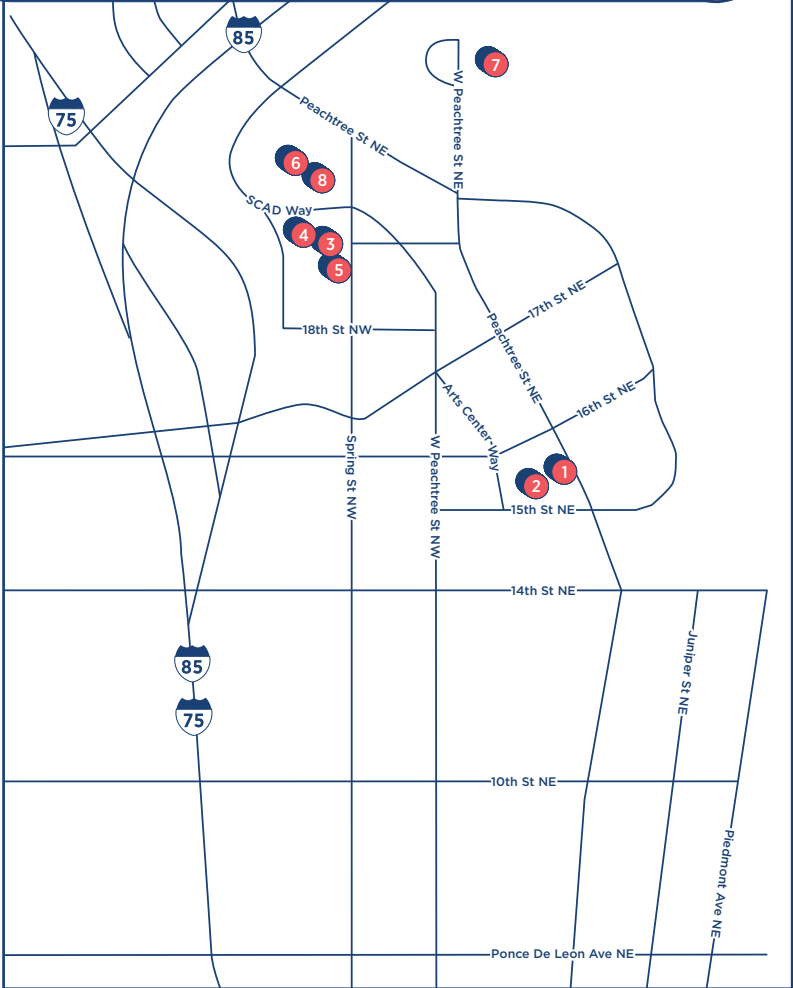 85
7
75
W Peachtree St NE
Peachtree St NE
6
8
SCAD Way
4
3
5
17th St NE
18th St NW
Peachtree St NE
16th St NE
Arts Center Way
Spring St NW
W Peachtree St NW
1
2
15th St NE
14th St NE
85
Juniper St NE
75
10th St NE
Piedmont Ave NE
Ponce De Leon Ave NE